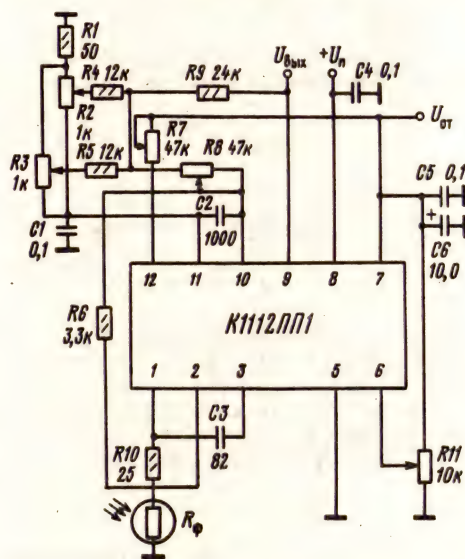 R1
50
R4 12к
R9 24к
Uвых
+Uп
C4 0,1
Uст
R2
1к
R7
47к
R8 47к
R3
1к
R5 12к
C1
0,1
C2
1000
C5 0,1
+
C6
10,0
12
11
10
9
8
7
R6
3,3к
К1112ПП1
1
2
3
5
6
C3
82
R10
25
R11
10к
Rф